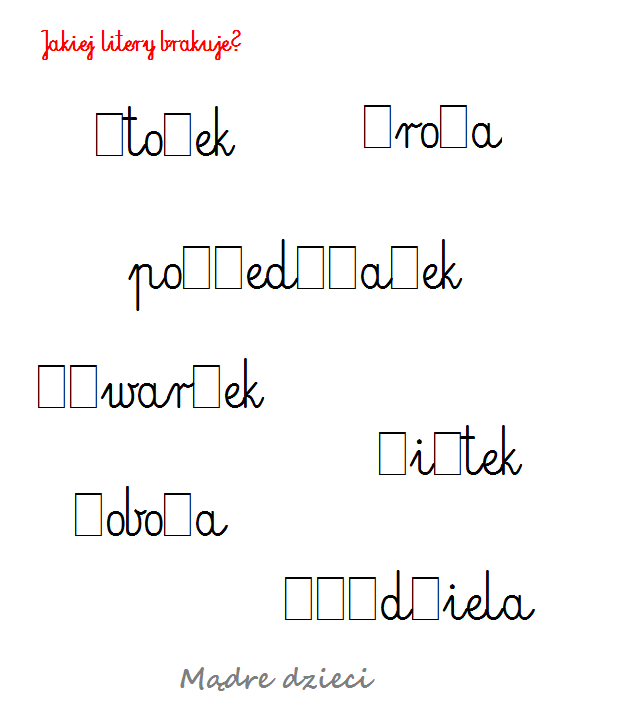 Jakiej litery brakuje?
□to□ek □ro□a
po□□ed□□a□ek
□□war□ek
□i□tek
□obo□a
□□□d□iela
Mądre dzieci